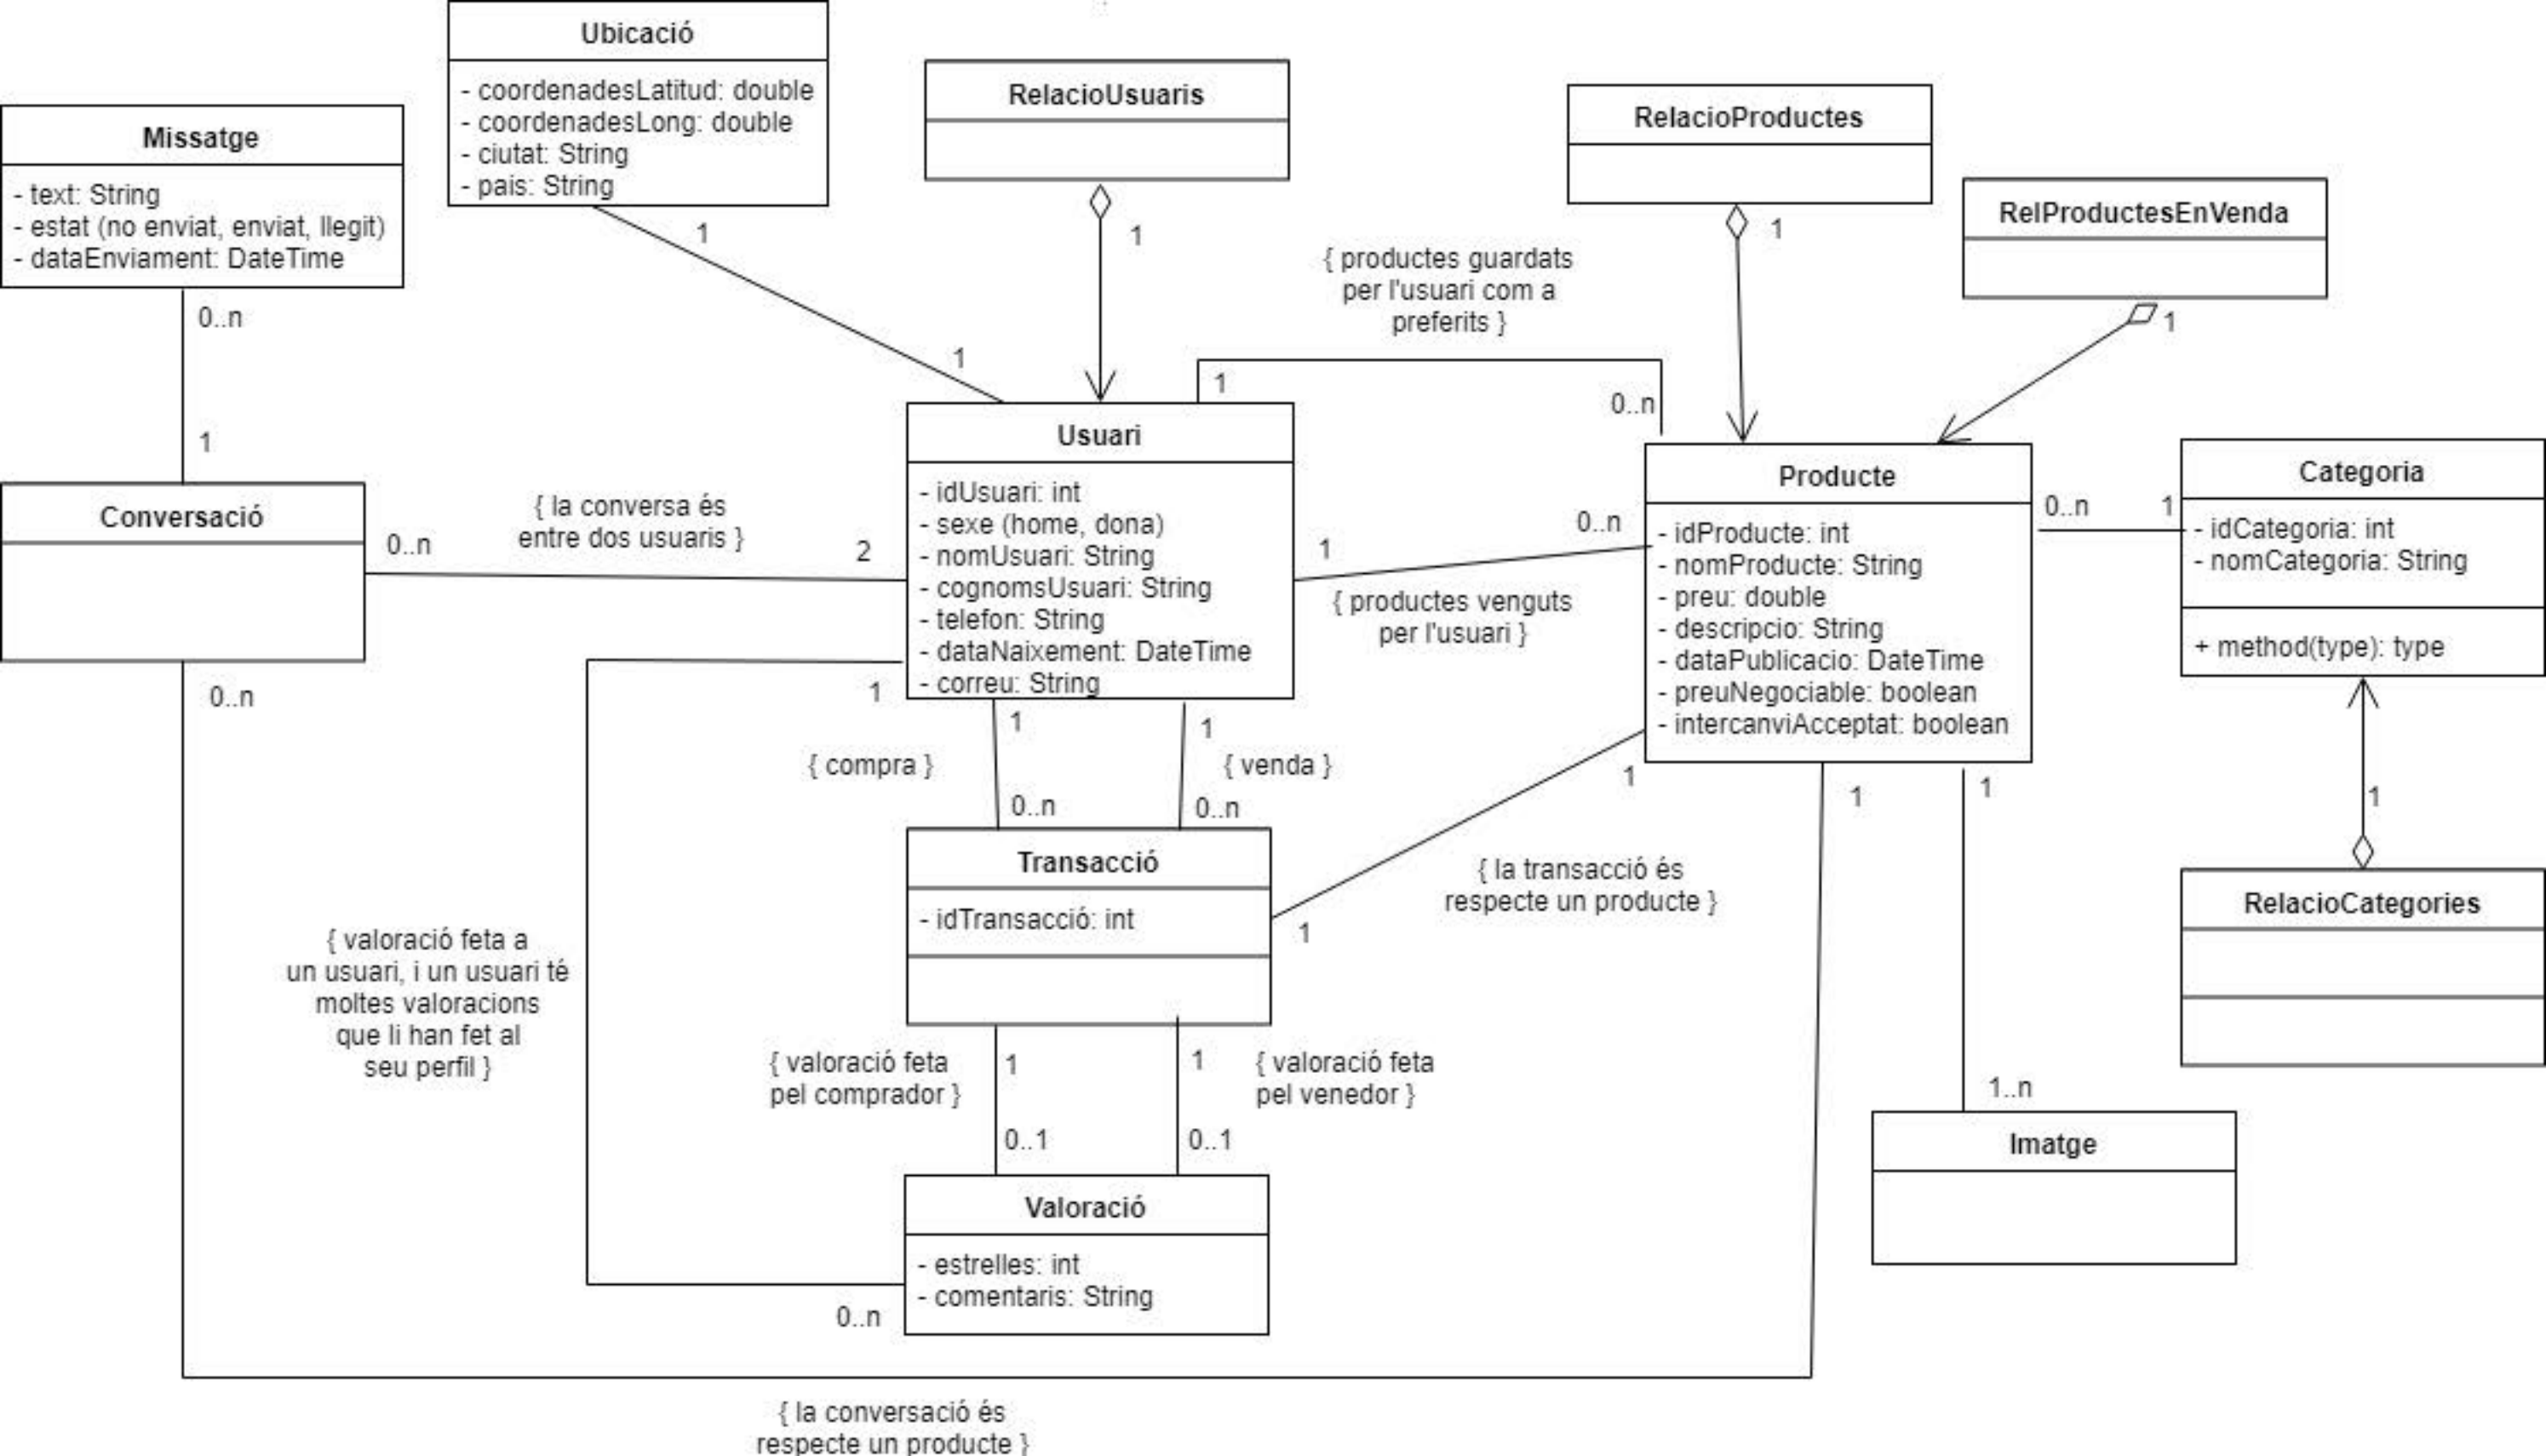 Ubicació
- coordenadesLatitud: double
- coordenadesLong: double
- ciutat: String
- pais: String
RelacioUsuaris
RelacioProductes
RelProductesEnVenda
Missatge
- text: String
- estat (no enviat, enviat, llegit)
- dataEnviament: DateTime
0..n
1
1
1
1
1
1
{ productes guardats
per l'usuari com a
preferits }
1
0..n
Conversació
0..n
{ la conversa és
entre dos usuaris }
2
Usuari
- idUsuari: int
- sexe (home, dona)
- nomUsuari: String
- cognomsUsuari: String
- telefon: String
- dataNaixement: DateTime
- correu: String
1
0..n
{ productes venguts
per l'usuari }
Producte
- idProducte: int
- nomProducte: String
- preu: double
- descripcio: String
- dataPublicacio: DateTime
- preuNegociable: boolean
- intercanviAcceptat: boolean
0..n
1
Categoria
- idCategoria: int
- nomCategoria: String
+ method(type): type
0..n
1
1
{ compra }
0..n
1
{ venda }
0..n
1
1
1
1
Transacció
- idTransacció: int
{ la transacció és
respecte un producte }
1
RelacioCategories
{ valoració feta a
un usuari, i un usuari té
moltes valoracions
que li han fet al
seu perfil }
{ valoració feta
pel comprador }
1
0..1
1
{ valoració feta
pel venedor }
0..1
1..n
Imatge
Valoració
- estrelles: int
- comentaris: String
0..n
{ la conversació és
respecte un producte }